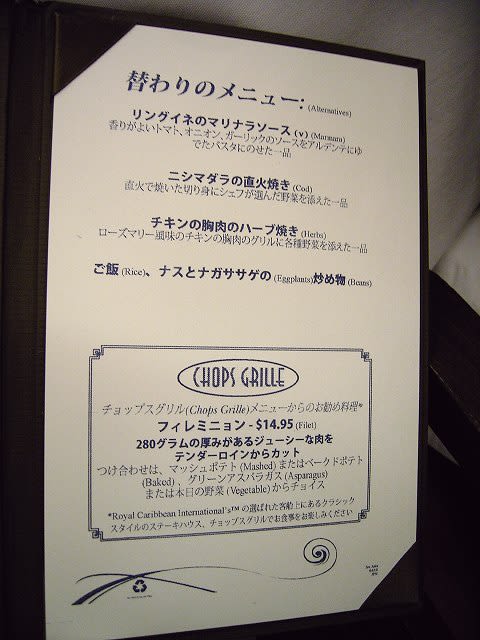 替わりのメニュー: (Alternatives)
リングイネのマリナラソース (v) (Marinara)
香りがよいトマト、オニオン、ガーリックのソースをアルデンテにゆ
でたパスタにのせた一品
ニシマダラの直火焼き (Cod)
直火で焼いた切り身にシェフが選んだ野菜を添えた一品
チキンの胸肉のハーブ焼き (Herbs)
ローズマリー風味のチキンの胸肉のグリルに各種野菜を添えた一品
ご飯 (Rice)、ナスとナガササゲの (Eggplants)炒め物 (Beans)
CHOPS GRILLE
チョップスグリル(Chops Grille)メニューからのお勧め料理*
フィレミニョン - $14.95 (Filet)
280グラムの厚みがあるジューシーな肉を
テンダーロインからカット
つけ合わせは、マッシュポテト (Mashed) またはベークドポテト
(Baked) 、グリーンアスパラガス (Asparagus)
または本日の野菜 (Vegetable) からチョイス
*Royal Caribbean International's™ の選ばれた客船上にあるクラシック
スタイルのステーキハウス、チョップスグリルでお食事をお楽しみください